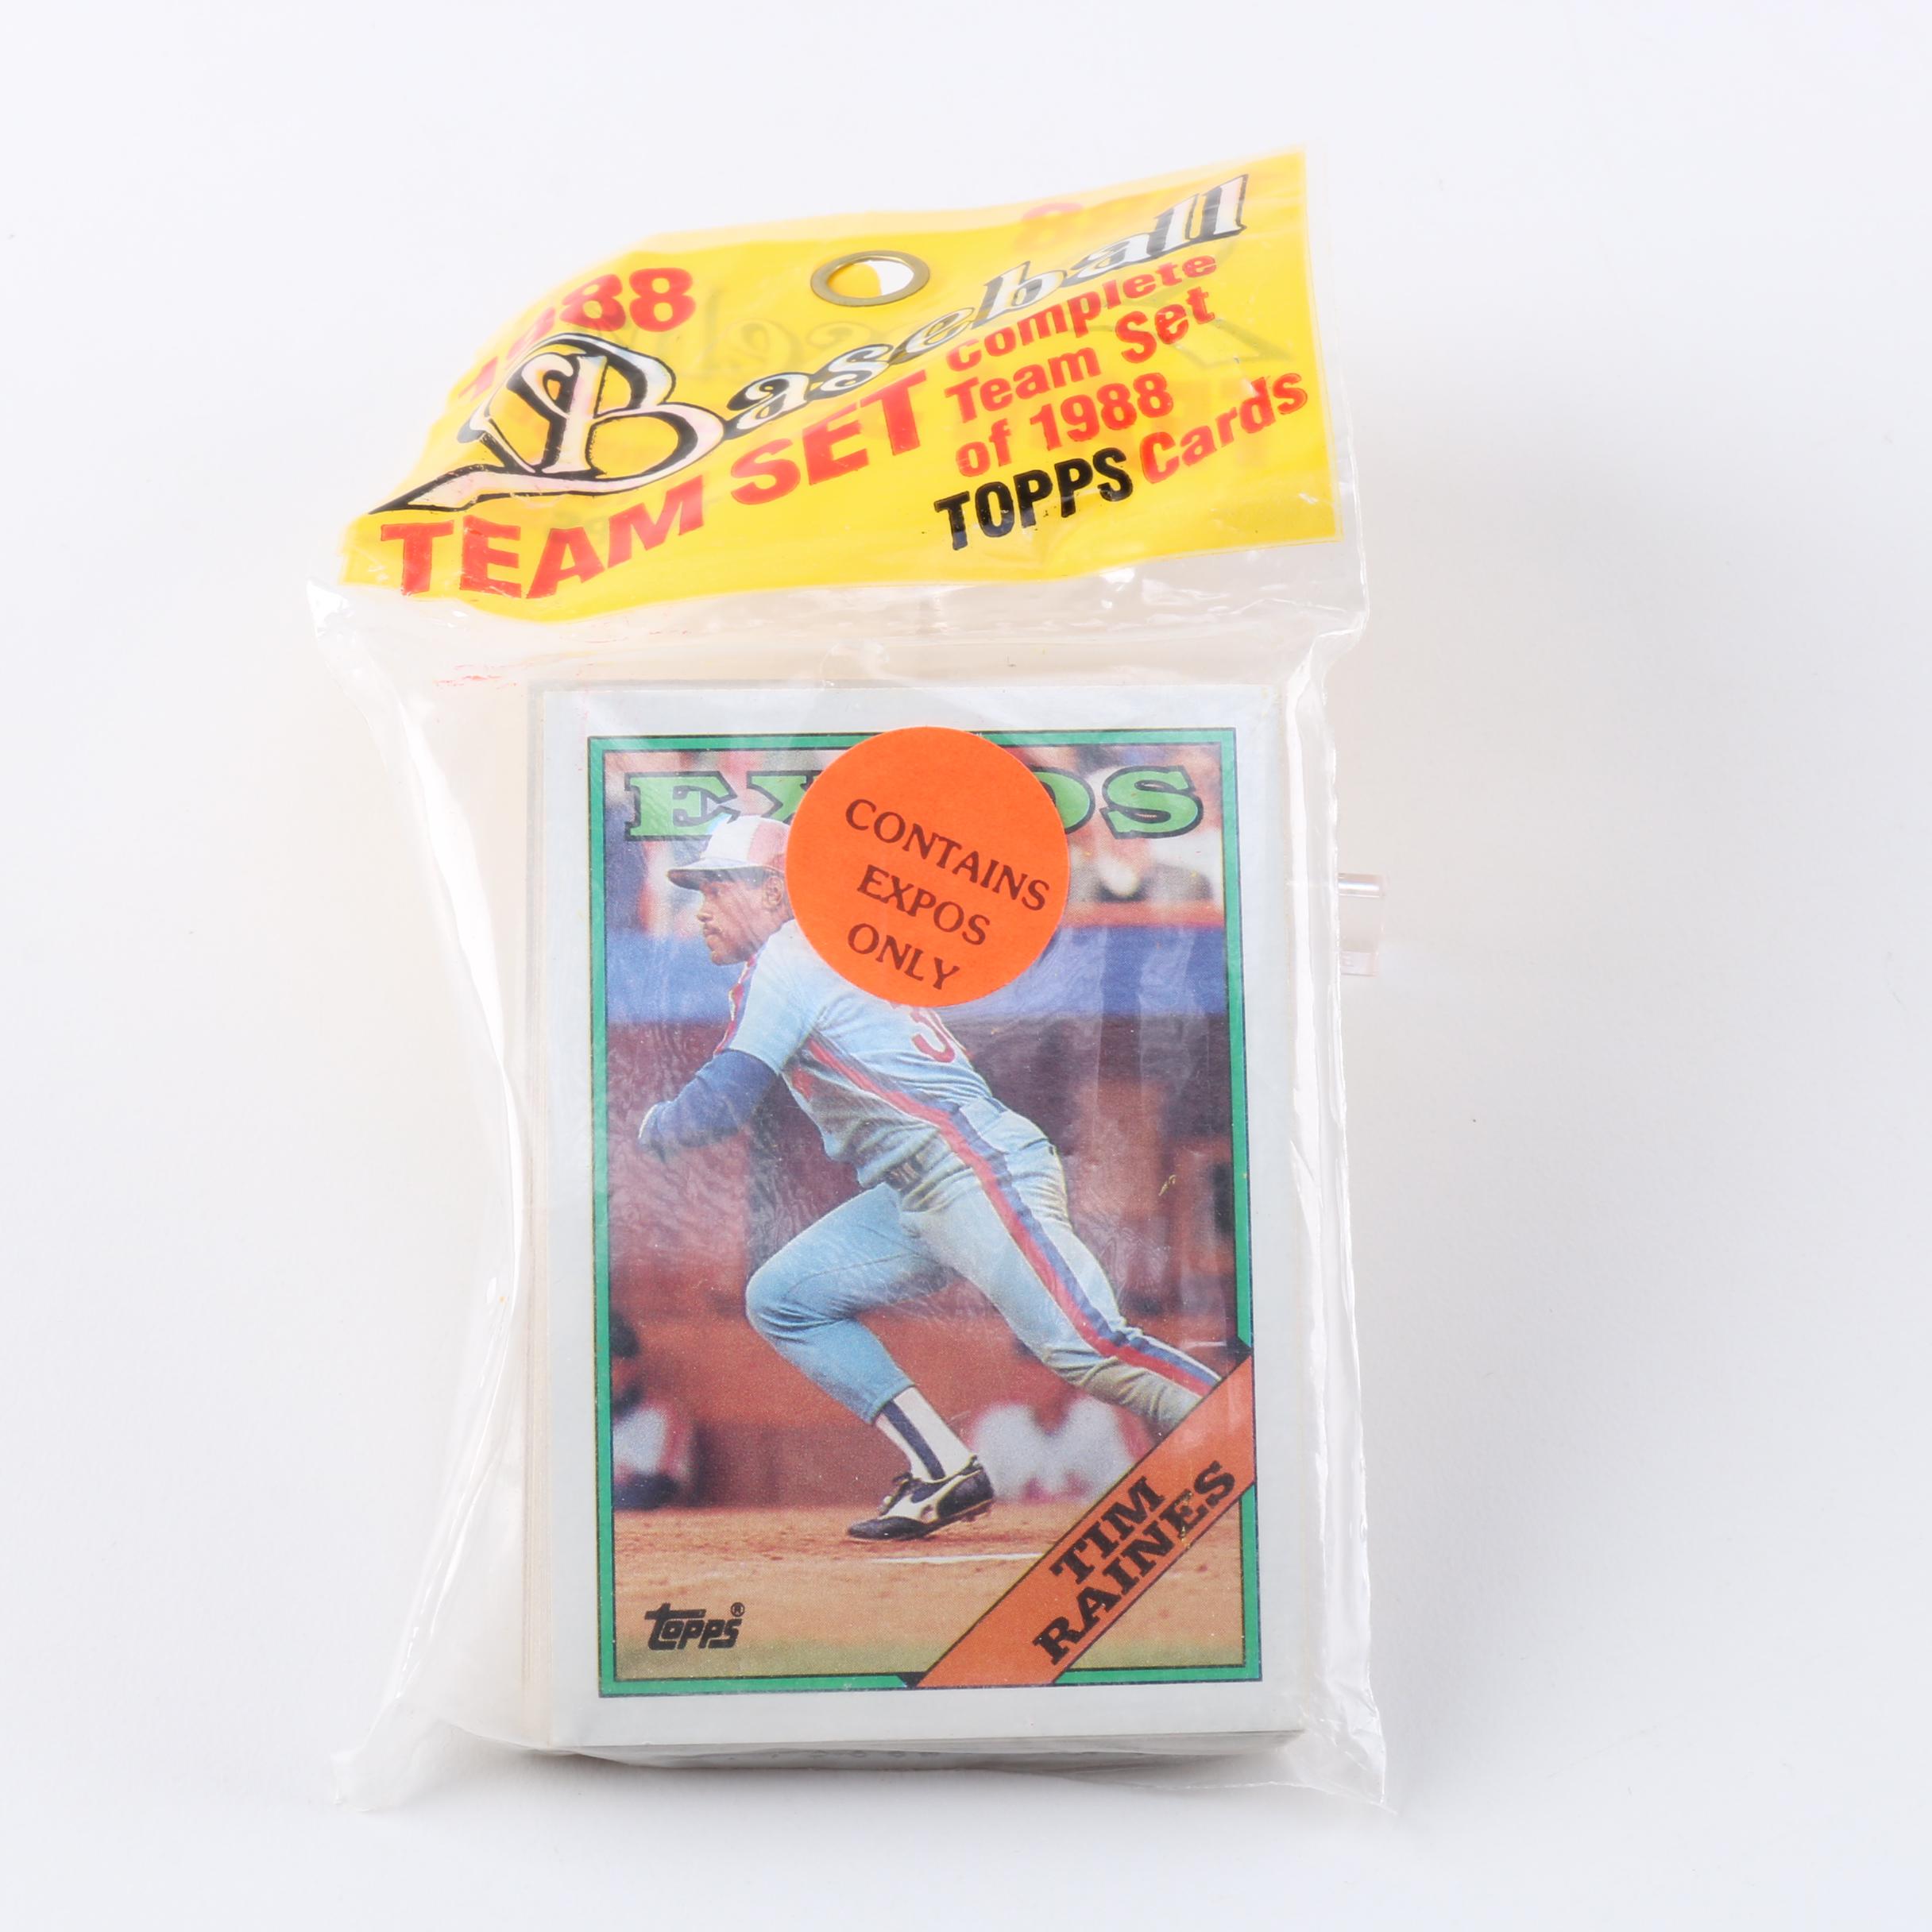 1988
Baseball
TEAM SET
Complete
Team Set
of 1988
TOPPS Cards
EXPOS
CONTAINS
EXPOS
ONLY
TIM
RAINES
topps®